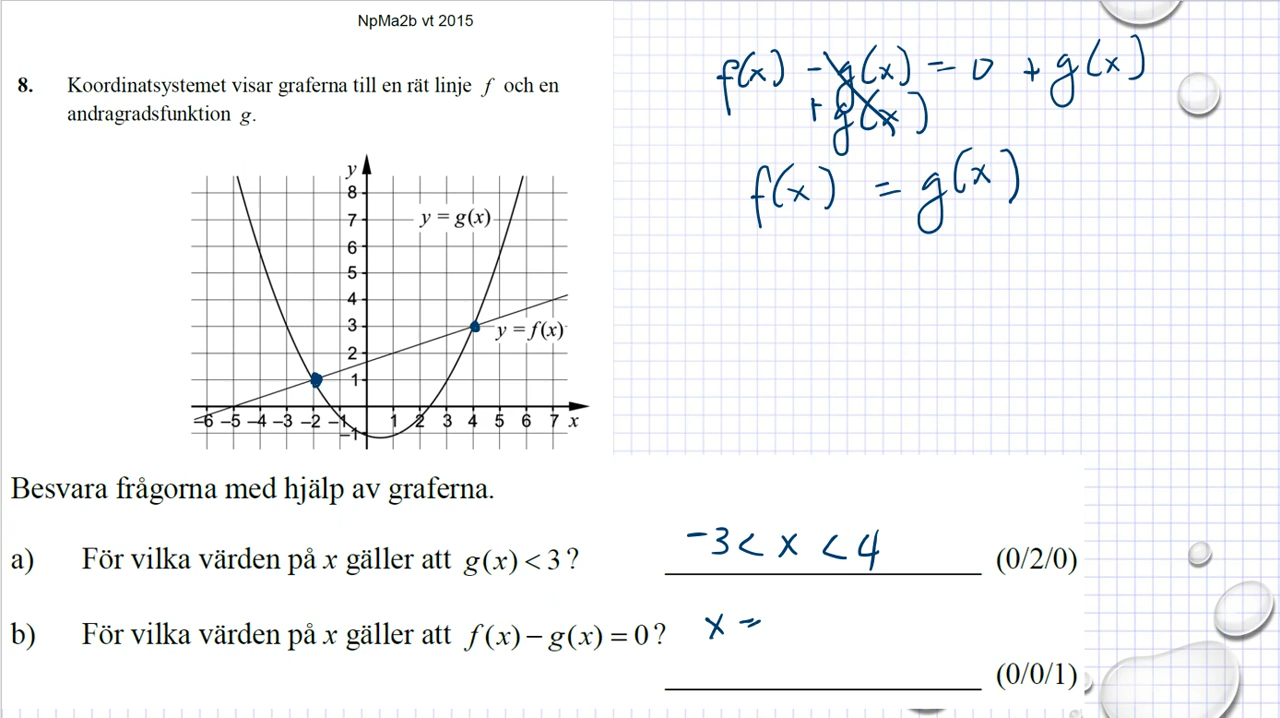 NpMa2b vt 2015
8. Koordinatsystemet visar graferna till en rät linje f och en
andragradsfunktion g.
f(x) - g(x) = 0 + g(x)
+ g(x)
f(x) = g(x)
y
8
7
6
5
4
3
2
1
-1
y = g(x)
y = f(x)
-6 -5 -4 -3 -2 -1 1 2 3 4 5 6 7 x
Besvara frågorna med hjälp av graferna.
a) För vilka värden på x gäller att g(x) < 3? -3 < x < 4 (0/2/0)
b) För vilka värden på x gäller att f(x) - g(x) = 0? x =
(0/0/1)